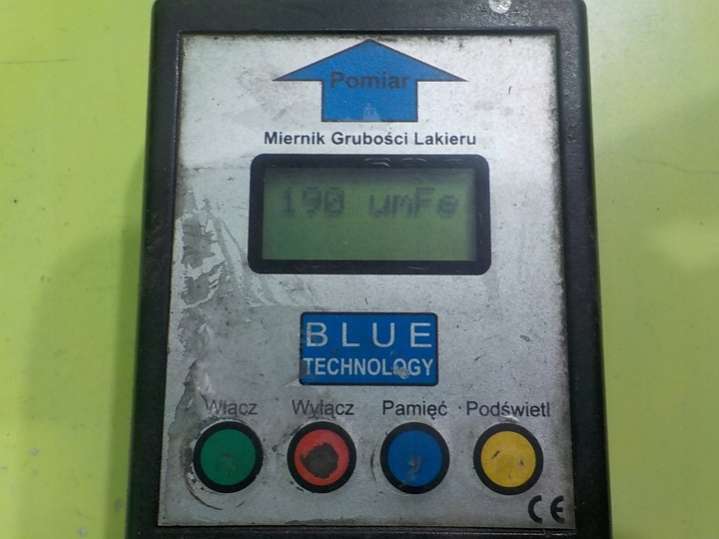 Pomiar
Miernik Grubości Lakieru
190 umFe
BLUE
TECHNOLOGY
Włącz Wyłącz Pamięć Podświetl
CE